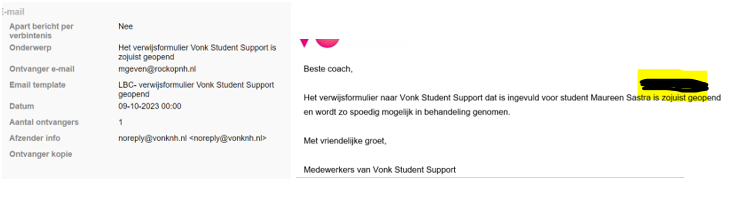 E-mail
Apart bericht per
verbintenis
Nee
Onderwerp
Het verwijsformulier Vonk Student Support is
zojuist geopend
Ontvanger e-mail
mgeven@rockopnh.nl
Email template
LBC- verwijsformulier Vonk Student Support
geopend
Datum
09-10-2023 00:00
Aantal ontvangers
1
Afzender info
noreply@vonknh.nl <noreply@vonknh.nl>
Ontvanger kopie
Beste coach,
Het verwijsformulier naar Vonk Student Support dat is ingevuld voor student Maureen Sastra is zojuist geopend
en wordt zo spoedig mogelijk in behandeling genomen.
Met vriendelijke groet,
Medewerkers van Vonk Student Support